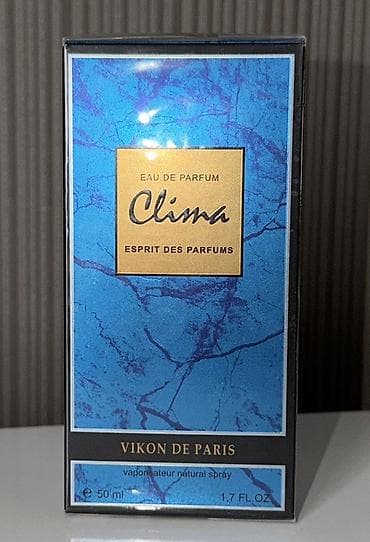 EAU DE PARFUM
Clima
ESPRIT DES PARFUMS
VIKON DE PARIS
vaporisateur natural spray
℮ 50 ml 1,7 FL.OZ